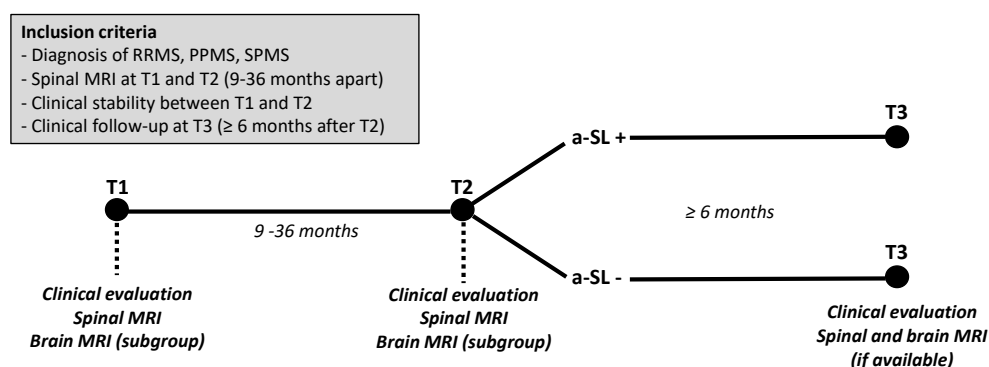 Inclusion criteria
- Diagnosis of RRMS, PPMS, SPMS
- Spinal MRI at T1 and T2 (9-36 months apart)
- Clinical stability between T1 and T2
- Clinical follow-up at T3 (≥ 6 months after T2)
T1
9 -36 months
Clinical evaluation
Spinal MRI
Brain MRI (subgroup)
T2
Clinical evaluation
Spinal MRI
Brain MRI (subgroup)
a-SL +
T3
≥ 6 months
a-SL -
T3
Clinical evaluation
Spinal and brain MRI
(if available)